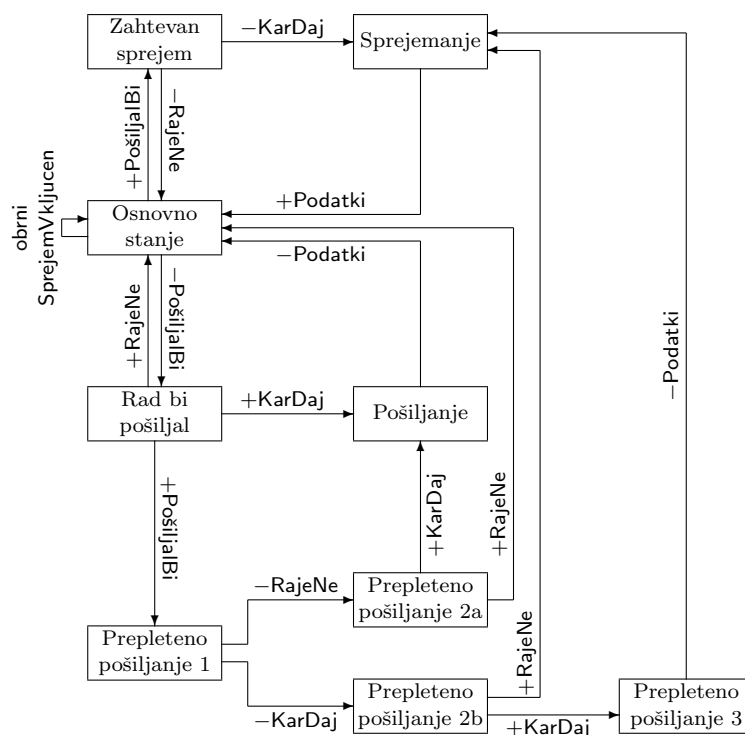 Zahtevan
sprejem
−KarDaj
Sprejemanje
+PošiljalBi
−RajeNe
+Podatki
obrni
SprejemVkljucen
Osnovno
stanje
−Podatki
+RajeNe
−PošiljalBi
−Podatki
Rad bi
pošiljal
+KarDaj
Pošiljanje
+PošiljalBi
+KarDaj
+RajeNe
−RajeNe
Prepleteno
pošiljanje 2a
Prepleteno
pošiljanje 1
+RajeNe
−KarDaj
Prepleteno
pošiljanje 2b
+KarDaj
Prepleteno
pošiljanje 3